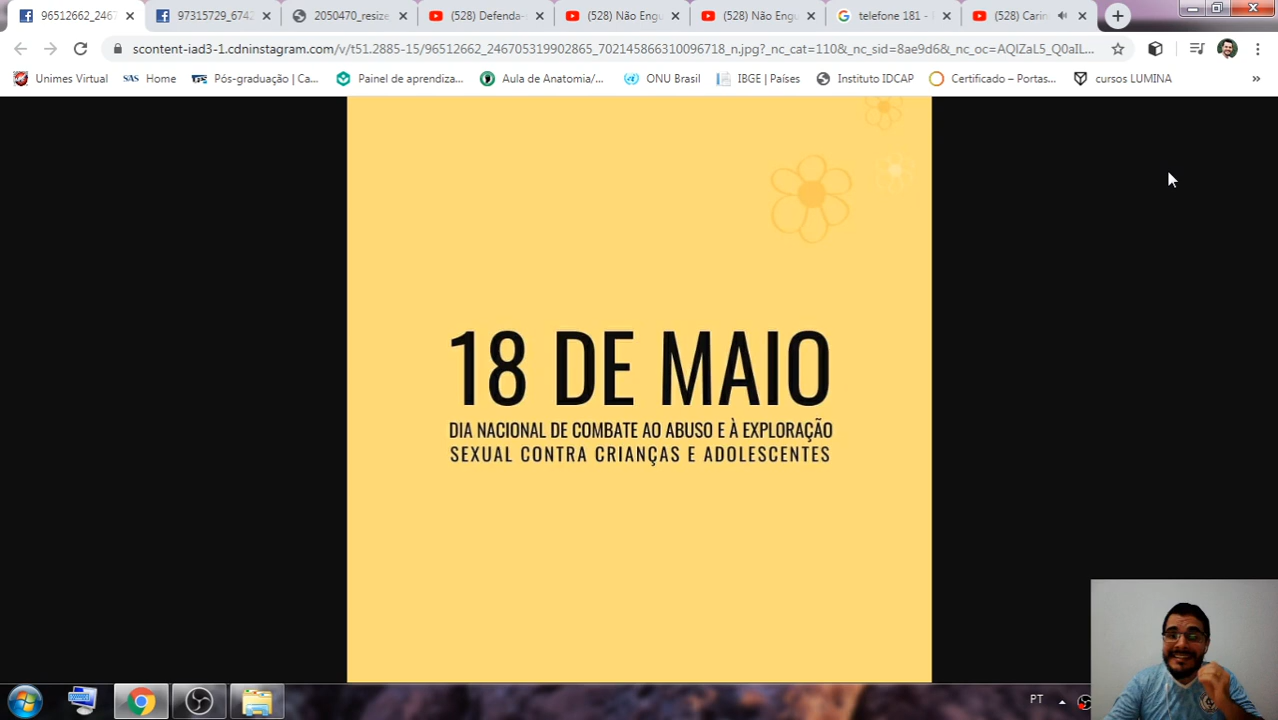 96512662_2467
97315729_6742
2050470_resize
(528) Defenda-
(528) Não Engu
(528) Não Engu
telefone 181 -
(528) Carin
scontent-iad3-1.cdninstagram.com/v/t51.2885-15/96512662_246705319902865_702145866310096718_n.jpg?_nc_cat=110&_nc_sid=8ae9d6&_nc_oc=AQlZaL5_Q0aIL...
Unimes Virtual
SAS Home
Pós-graduação | Ca...
Painel de aprendiza...
Aula de Anatomia/...
ONU Brasil
IBGE | Países
Instituto IDCAP
Certificado – Portas...
cursos LUMINA
»
18 DE MAIO
DIA NACIONAL DE COMBATE AO ABUSO E À EXPLORAÇÃO
SEXUAL CONTRA CRIANÇAS E ADOLESCENTES
PT